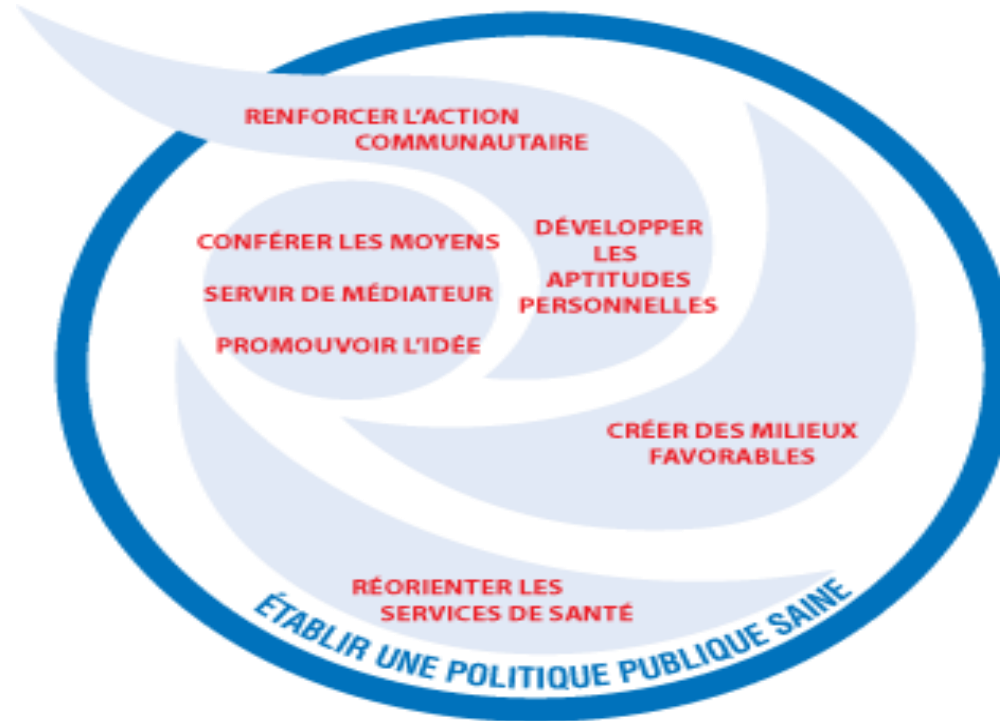 RENFORCER L'ACTION
COMMUNAUTAIRE
CONFÉRER LES MOYENS
SERVIR DE MÉDIATEUR
PROMOUVOIR L'IDÉE
DÉVELOPPER
LES
APTITUDES
PERSONNELLES
CRÉER DES MILIEUX
FAVORABLES
RÉORIENTER LES
SERVICES DE SANTÉ
ÉTABLIR UNE POLITIQUE PUBLIQUE SAINE